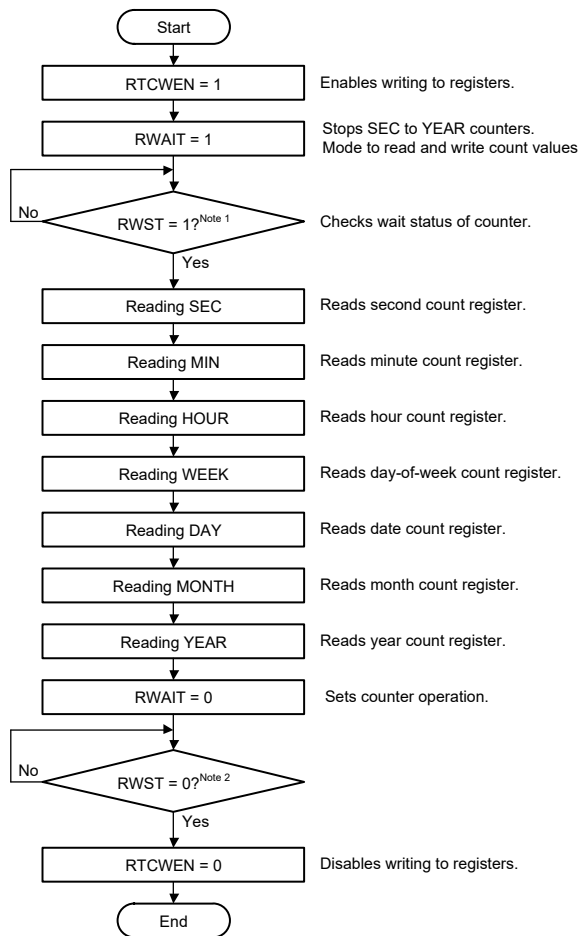 Start
RTCWEN = 1
Enables writing to registers.
RWAIT = 1
Stops SEC to YEAR counters.
Mode to read and write count values
No
RWST = 1?Note 1
Checks wait status of counter.
Yes
Reading SEC
Reads second count register.
Reading MIN
Reads minute count register.
Reading HOUR
Reads hour count register.
Reading WEEK
Reads day-of-week count register.
Reading DAY
Reads date count register.
Reading MONTH
Reads month count register.
Reading YEAR
Reads year count register.
RWAIT = 0
Sets counter operation.
No
RWST = 0?Note 2
Yes
RTCWEN = 0
Disables writing to registers.
End